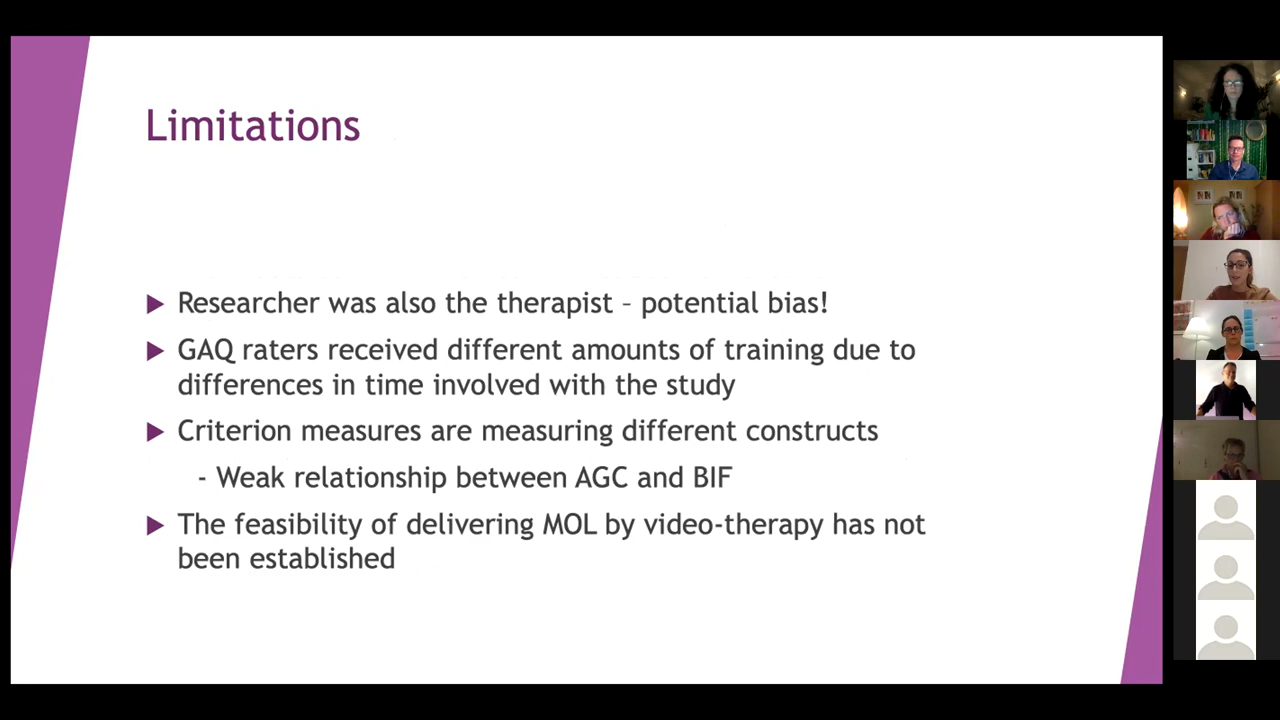 Limitations
Researcher was also the therapist – potential bias!
GAQ raters received different amounts of training due to
differences in time involved with the study
Criterion measures are measuring different constructs
- Weak relationship between AGC and BIF
The feasibility of delivering MOL by video-therapy has not
been established